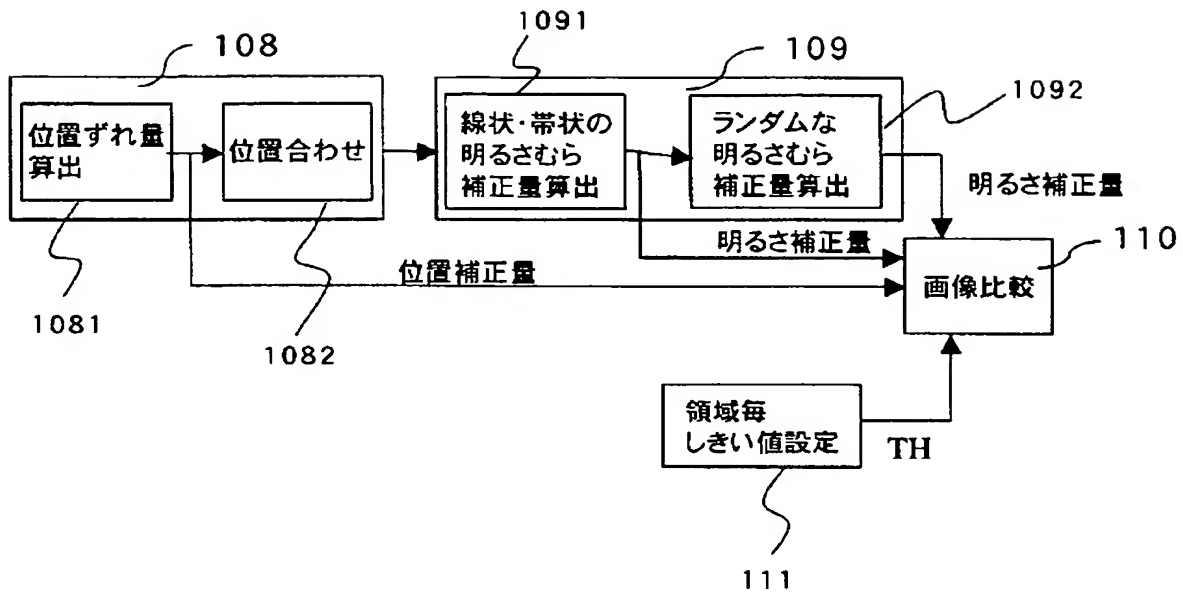 1091
108
109
1092
位置ずれ量
算出
位置合わせ
線状・帯状の
明るさむら
補正量算出
ランダムな
明るさむら
補正量算出
明るさ補正量
明るさ補正量
110
位置補正量
画像比較
1081
1082
領域毎
しきい値設定
TH
111